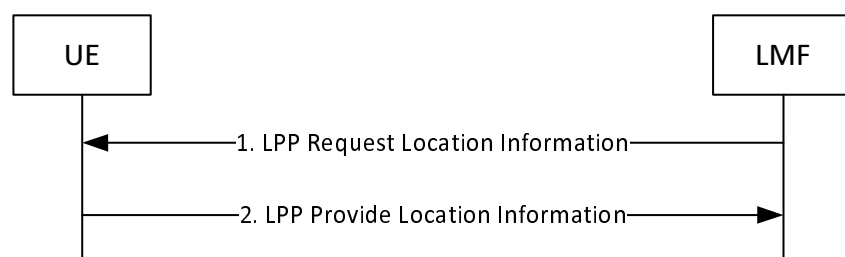 UE
LMF
1. LPP Request Location Information
2. LPP Provide Location Information